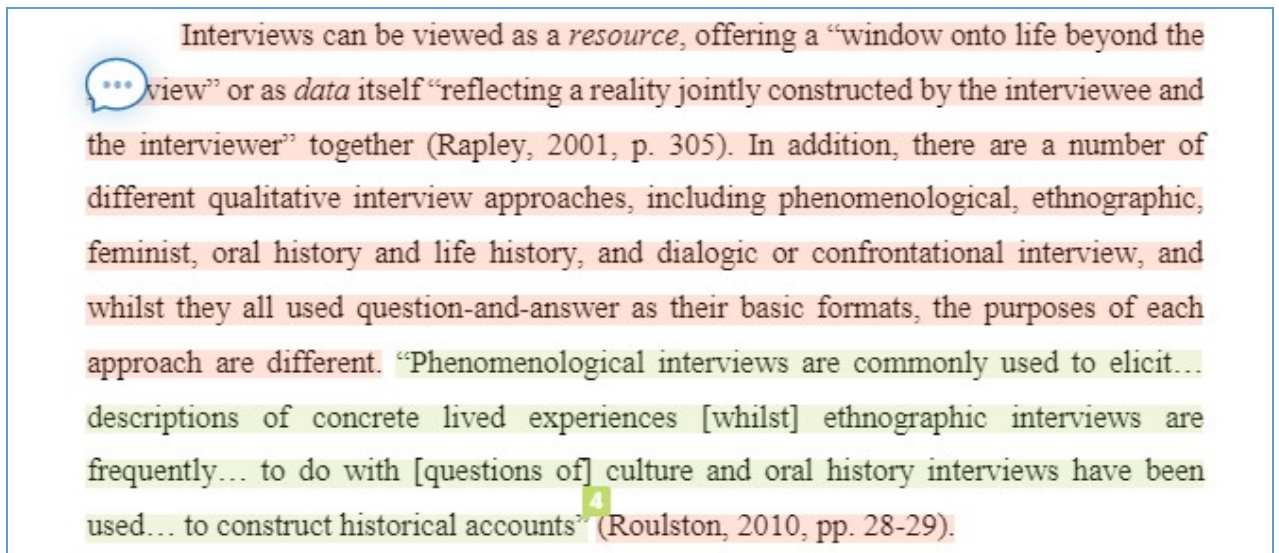 Interviews can be viewed as a resource, offering a “window onto life beyond the
view” or as data itself “reflecting a reality jointly constructed by the interviewee and
the interviewer” together (Rapley, 2001, p. 305). In addition, there are a number of
different qualitative interview approaches, including phenomenological, ethnographic,
feminist, oral history and life history, and dialogic or confrontational interview, and
whilst they all used question-and-answer as their basic formats, the purposes of each
approach are different. “Phenomenological interviews are commonly used to elicit…
descriptions of concrete lived experiences [whilst] ethnographic interviews are
frequently… to do with [questions of] culture and oral history interviews have been
4
used… to construct historical accounts” (Roulston, 2010, pp. 28-29).